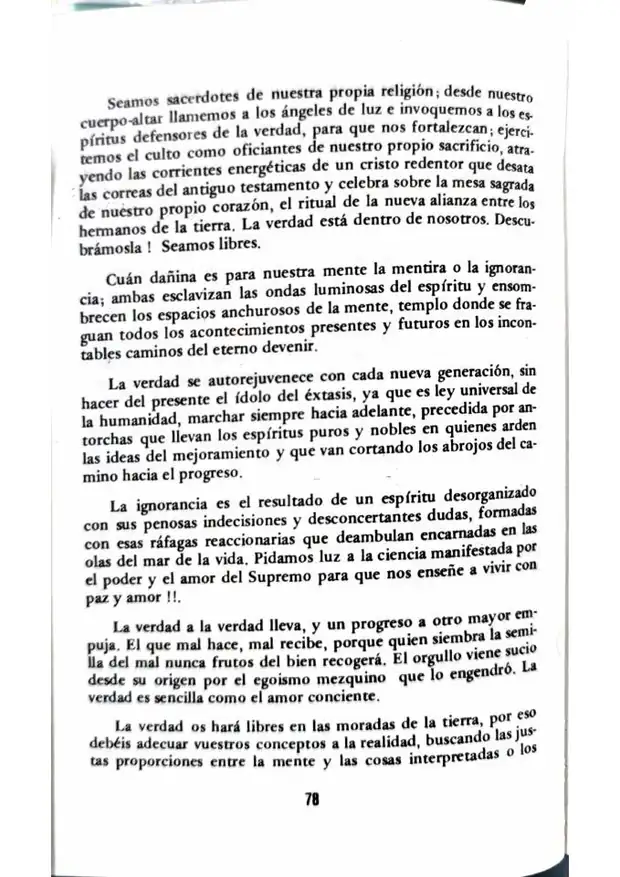 Seamos sacerdotes de nuestra propia religión; desde nuestro
cuerpo-altar llamemos a los ángeles de luz e invoquemos a los es-
píritus defensores de la verdad, para que nos fortalezcan; ejerci-
temos el culto como oficiantes de nuestro propio sacrificio, atra-
yendo las corrientes energéticas de un cristo redentor que desata
las correas del antiguo testamento y celebra sobre la mesa sagrada
de nuestro propio corazón, el ritual de la nueva alianza entre los
hermanos de la tierra. La verdad está dentro de nosotros. Descu-
brámosla ! Seamos libres.
Cuán dañina es para nuestra mente la mentira o la ignoran-
cia; ambas esclavizan las ondas luminosas del espíritu y ensom-
brecen los espacios anchurosos de la mente, templo donde se fra-
guan todos los acontecimientos presentes y futuros en los incon-
tables caminos del eterno devenir.
La verdad se autorejuvenece con cada nueva generación, sin
hacer del presente el ídolo del éxtasis, ya que es ley universal de
la humanidad, marchar siempre hacia adelante, precedida por an-
torchas que llevan los espíritus puros y nobles en quienes arden
las ideas del mejoramiento y que van cortando los abrojos del ca-
mino hacia el progreso.
La ignorancia es el resultado de un espíritu desorganizado
con sus penosas indecisiones y desconcertantes dudas, formadas
con esas ráfagas reaccionarias que deambulan encarnadas en las
olas del mar de la vida. Pidamos luz a la ciencia manifestada por
el poder y el amor del Supremo para que nos enseñe a vivir con
paz y amor !!.
La verdad a la verdad lleva, y un progreso a otro mayor em-
puja. El que mal hace, mal recibe, porque quien siembra la semi-
lla del mal nunca frutos del bien recogerá. El orgullo viene sucio
desde su origen por el egoismo mezquino que lo engendró. La
verdad es sencilla como el amor conciente.
La verdad os hará libres en las moradas de la tierra, por eso
debéis adecuar vuestros conceptos a la realidad, buscando las jus-
tas proporciones entre la mente y las cosas interpretadas o los
78